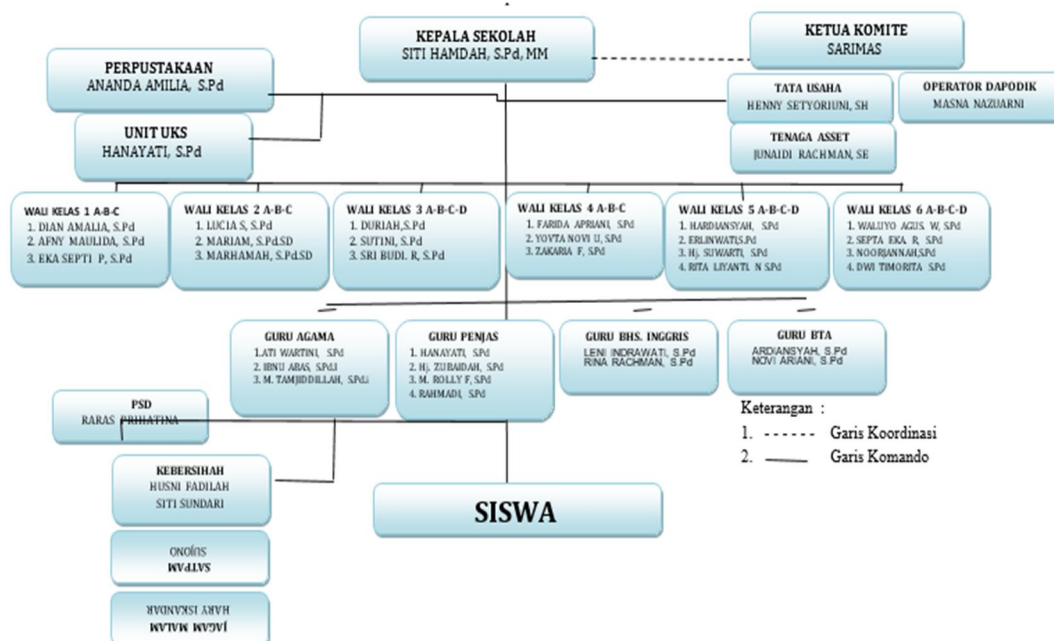 KEPALA SEKOLAH
SITI HAMDAH, S.Pd, MM
KETUA KOMITE
SARIMAS
PERPUSTAKAAN
ANANDA AMILIA, S.Pd
UNIT UKS
HANAYATI, S.Pd
TATA USAHA
HENNY SETYORIUNI, SH
OPERATOR DAPODIK
MASNA NAZUARNI
TENAGA ASSET
JUNAIDI RACHMAN, SE
WALI KELAS 1 A-B-C
1. DIAN AMALIA, S.Pd
2. AFNY MAULIDA, S.Pd
3. EKA SEPTI P, S.Pd
WALI KELAS 2 A-B-C
1. LUCIA S, S.Pd
2. MARIAM, S.Pd.SD
3. MARHAMAH, S.Pd.SD
WALI KELAS 3 A-B-C-D
1. DURIAH,S.Pd
2. SUTINI, S.Pd
3. SRI BUDI. R, S.Pd
WALI KELAS 4 A-B-C
1. FARIDA APRIANI, S.Pd
2. YOVTA NOVI U, S.Pd
3. ZAKARIA F, S.Pd
WALI KELAS 5 A-B-C-D
1. HARDIANSYAH, S.Pd
2. ERLINWATI,S.Pd
3. Hj. SUWARTI, S.Pd
4. RITA LIYANTI. N S.Pd
WALI KELAS 6 A-B-C-D
1. WALUYO AGUS. W, S.Pd
2. SEPTA EKA. R, S.Pd
3. NOORJANNAH,S.Pd
4. DWI TIMORITA S.Pd
GURU AGAMA
1.ATI WARTINI, S.Pd
2. IBNU ABAS, S.Pd.I
3. M. TAMJIDDILLAH, S.Pd.i
GURU PENJAS
1. HANAYATI, S.Pd
2. Hj. ZUBAIDAH, S.Pd
3. M. ROLLY F, S.Pd
4. RAHMADI, S.Pd
GURU BHS. INGGRIS
LENI INDRAWATI, S.Pd
RINA RACHMAN, S.Pd
GURU BTA
ARDIANSYAH, S.Pd
NOVI ARIANI, S.Pd
PSD
RARAS PRIHATINA
Keterangan :
1. ------ Garis Koordinasi
2. —— Garis Komando
KEBERSIHAH
HUSNI FADILAH
SITI SUNDARI
SISWA
SATPAM
SUJONO
JAGAM MALAM
HARY ISKANDAR